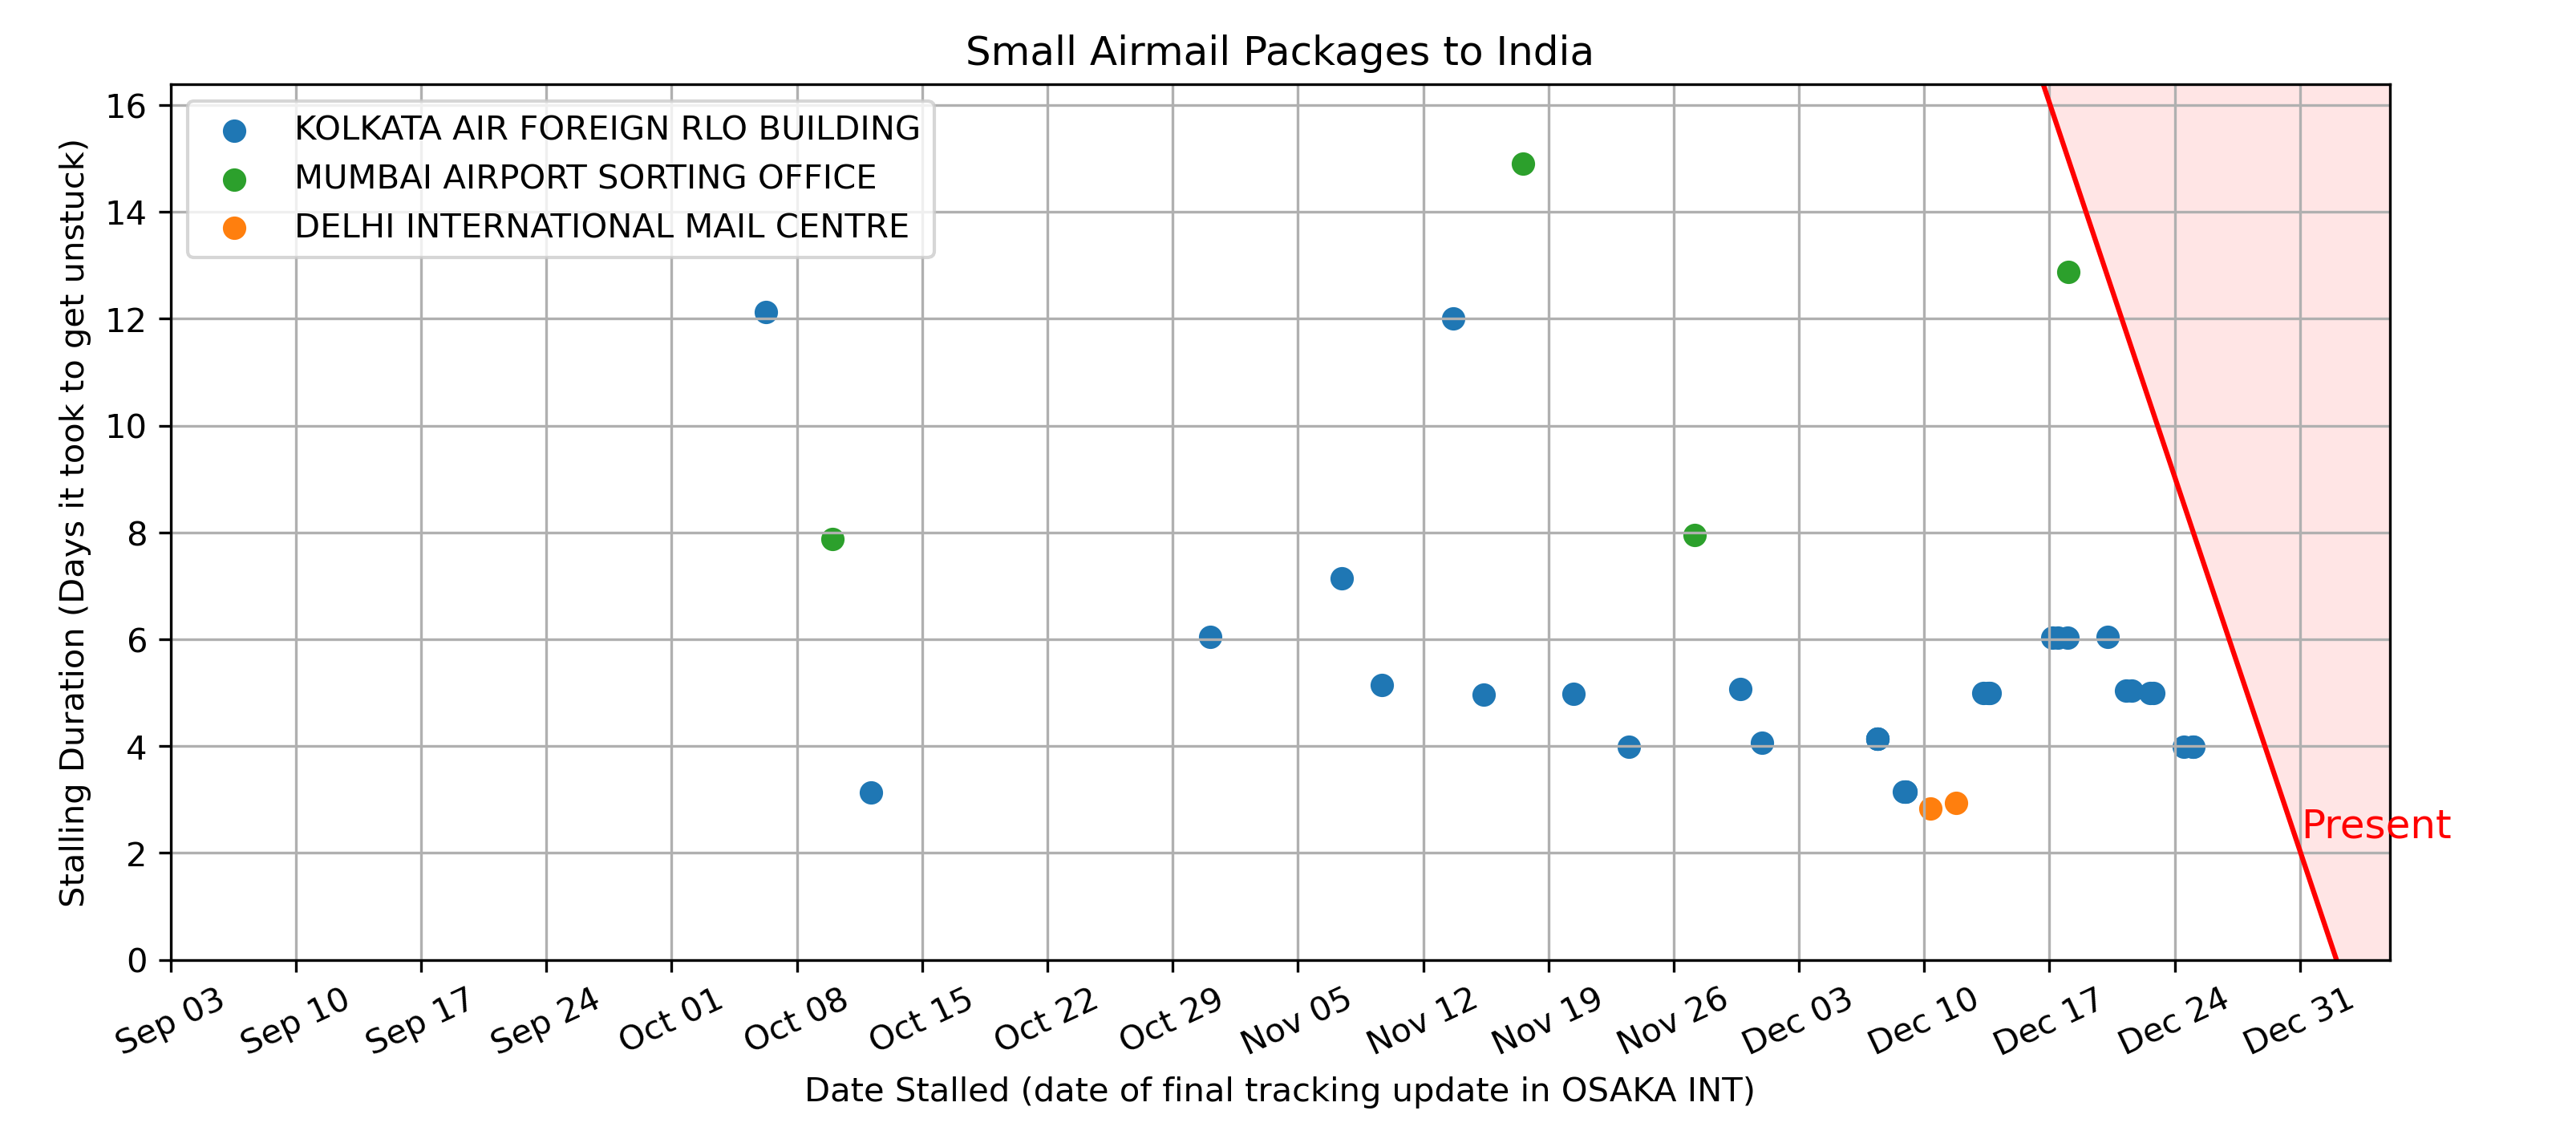 Small Airmail Packages to India
KOLKATA AIR FOREIGN RLO BUILDING
MUMBAI AIRPORT SORTING OFFICE
DELHI INTERNATIONAL MAIL CENTRE
Stalling Duration (Days it took to get unstuck)
16
14
12
10
8
6
4
2
0
Present
Sep 03
Sep 10
Sep 17
Sep 24
Oct 01
Oct 08
Oct 15
Oct 22
Oct 29
Nov 05
Nov 12
Nov 19
Nov 26
Dec 03
Dec 10
Dec 17
Dec 24
Dec 31
Date Stalled (date of final tracking update in OSAKA INT)